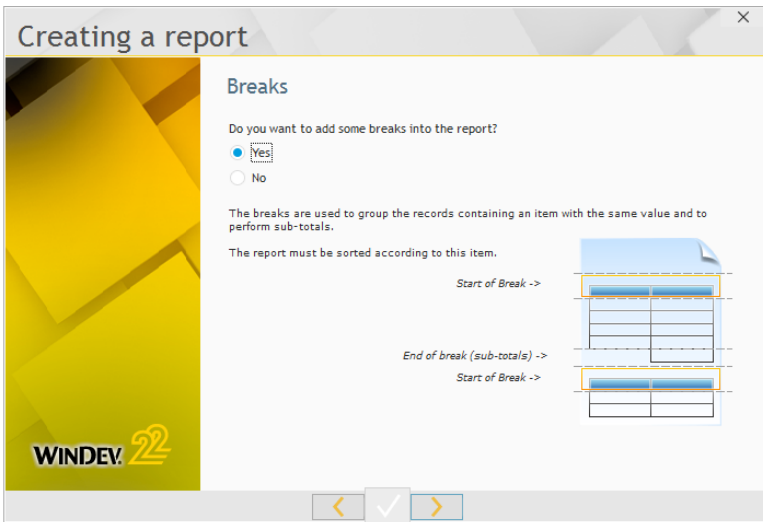 Creating a report
Breaks
Do you want to add some breaks into the report?
Yes
No
The breaks are used to group the records containing an item with the same value and to
perform sub-totals.
The report must be sorted according to this item.
Start of Break ->
End of break (sub-totals) ->
Start of Break ->
WINDEV. 22